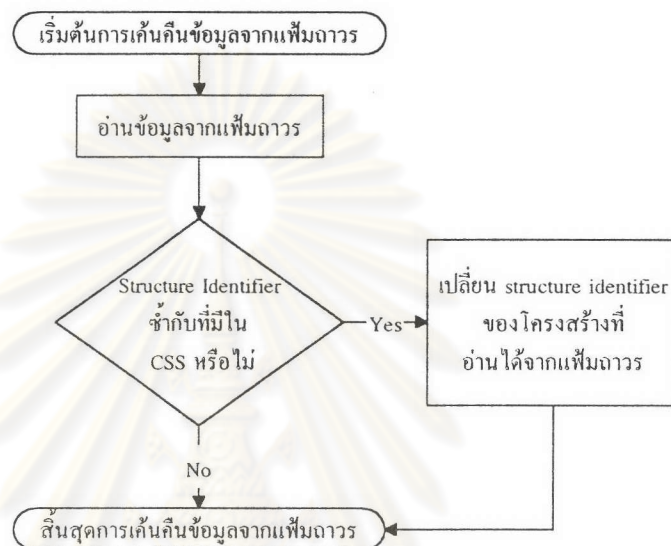 เริ่มต้นการเค้นคืนข้อมูลจากแฟ้มถาวร
อ่านข้อมูลจากแฟ้มถาวร
Structure Identifier
ซ้ำกับที่มีใน
CSS หรือไม่
Yes
เปลี่ยน structure identifier
ของโครงสร้างที่
อ่านได้จากแฟ้มถาวร
No
สิ้นสุดการเค้นคืนข้อมูลจากแฟ้มถาวร